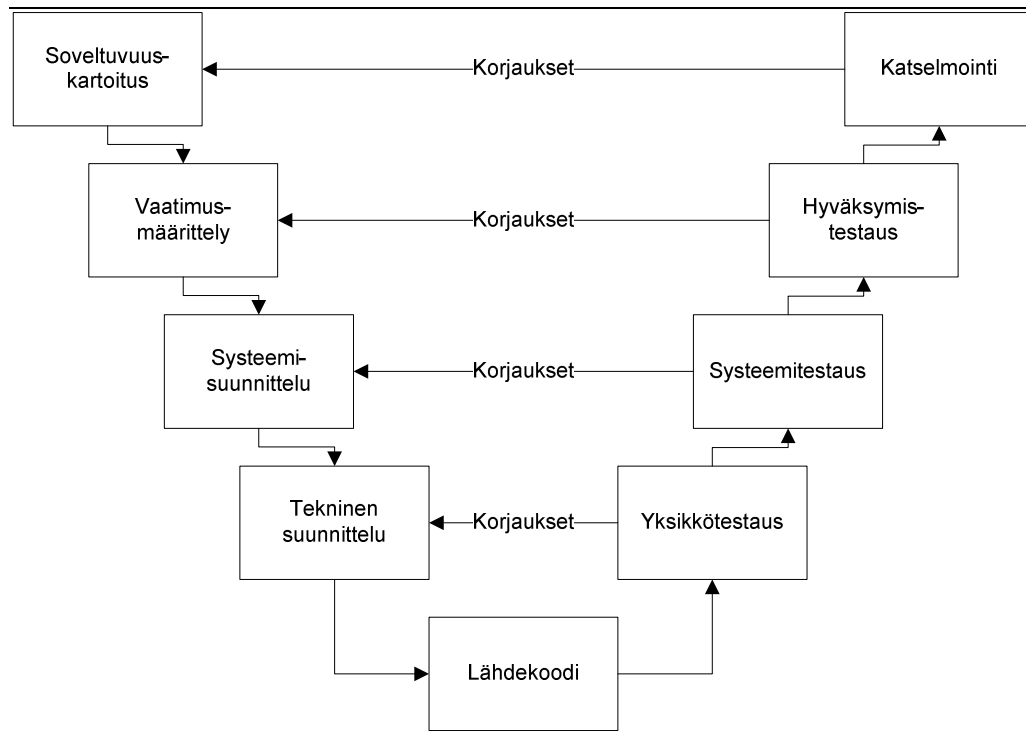 Soveltuvuus-
kartoitus
Korjaukset
Katselmointi
Vaatimus-
määrittely
Korjaukset
Hyväksymis-
testaus
Systeemi-
suunnittelu
Korjaukset
Systeemitestaus
Tekninen
suunnittelu
Korjaukset
Yksikkötestaus
Lähdekoodi